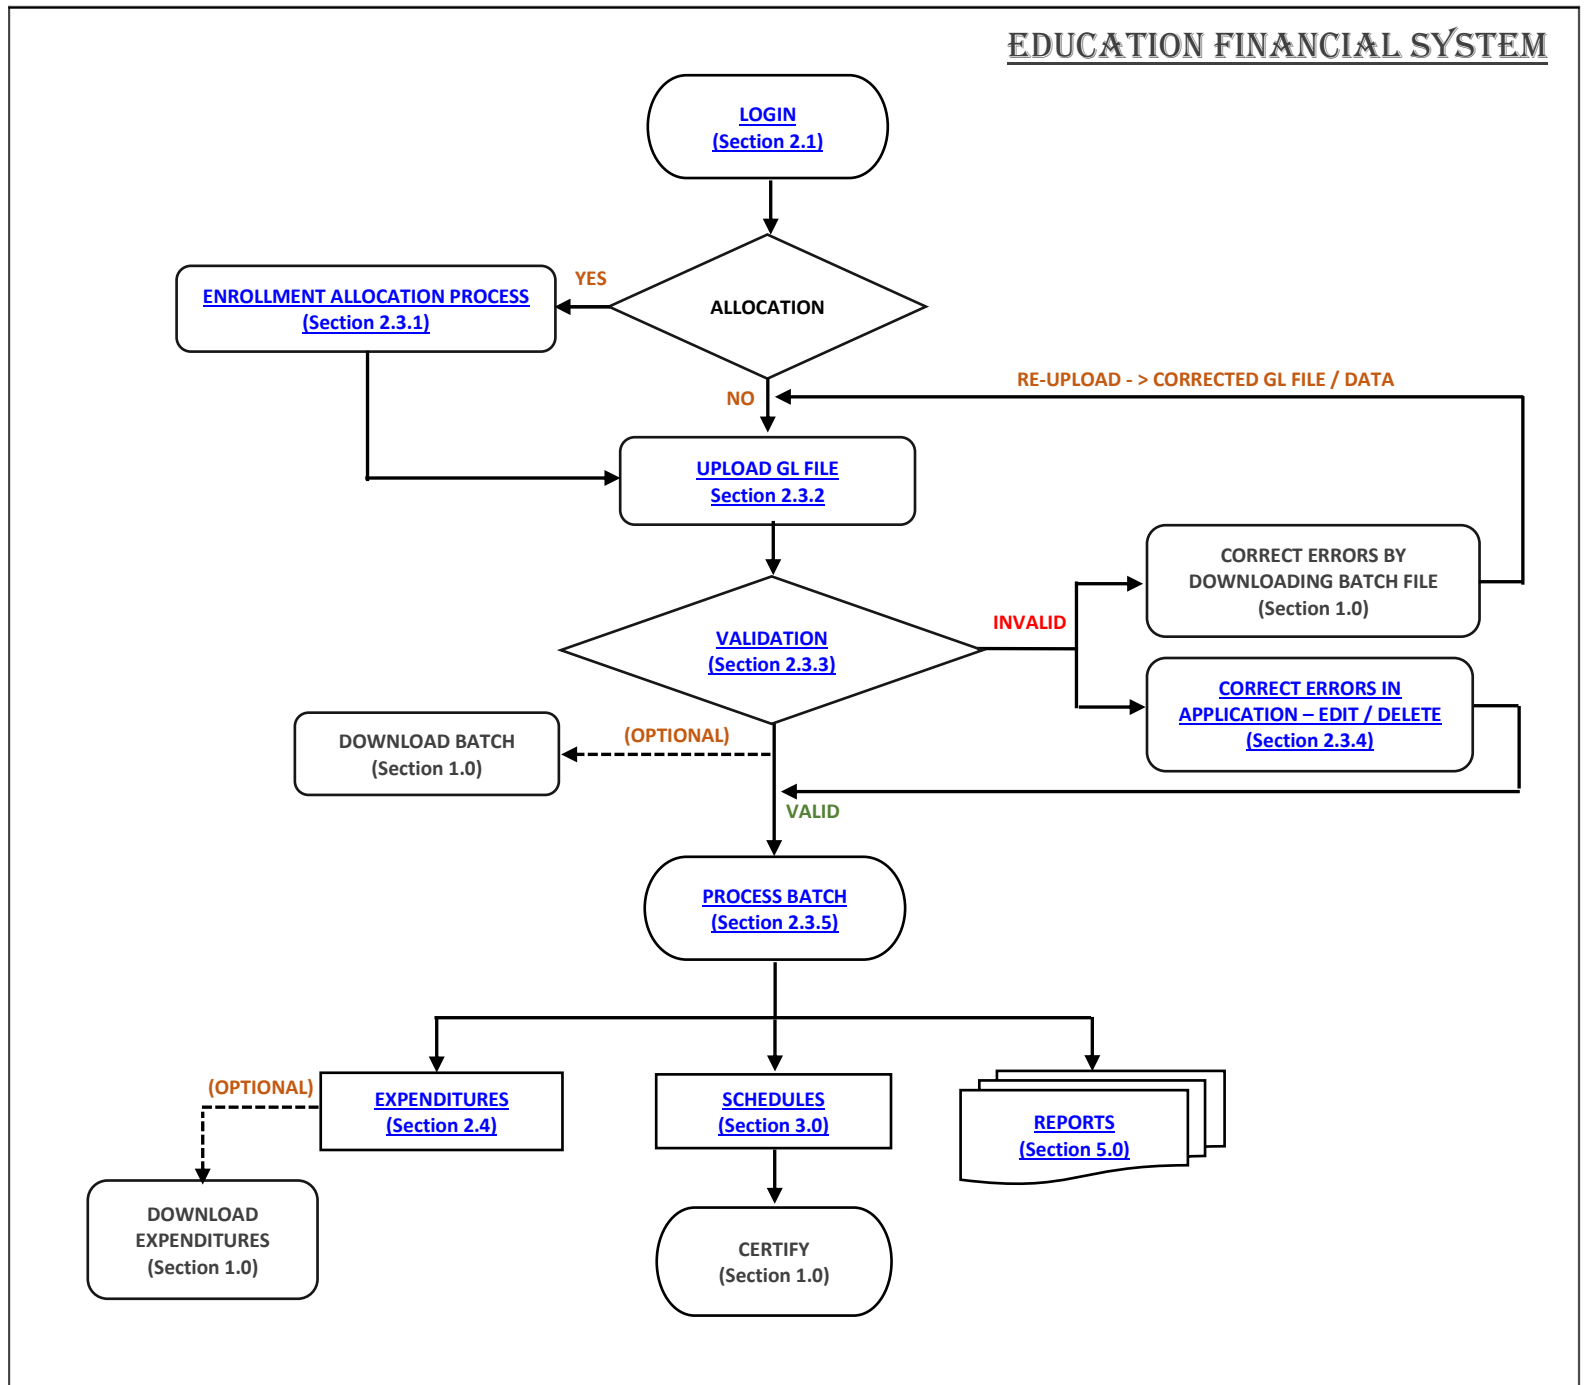 EDUCATION FINANCIAL SYSTEM
LOGIN
(Section 2.1)
YES
ENROLLMENT ALLOCATION PROCESS
(Section 2.3.1)
ALLOCATION
RE-UPLOAD - > CORRECTED GL FILE / DATA
NO
UPLOAD GL FILE
Section 2.3.2
CORRECT ERRORS BY
DOWNLOADING BATCH FILE
(Section 1.0)
INVALID
VALIDATION
(Section 2.3.3)
CORRECT ERRORS IN
APPLICATION – EDIT / DELETE
(Section 2.3.4)
(OPTIONAL)
DOWNLOAD BATCH
(Section 1.0)
VALID
PROCESS BATCH
(Section 2.3.5)
(OPTIONAL)
EXPENDITURES
(Section 2.4)
SCHEDULES
(Section 3.0)
REPORTS
(Section 5.0)
DOWNLOAD
EXPENDITURES
(Section 1.0)
CERTIFY
(Section 1.0)